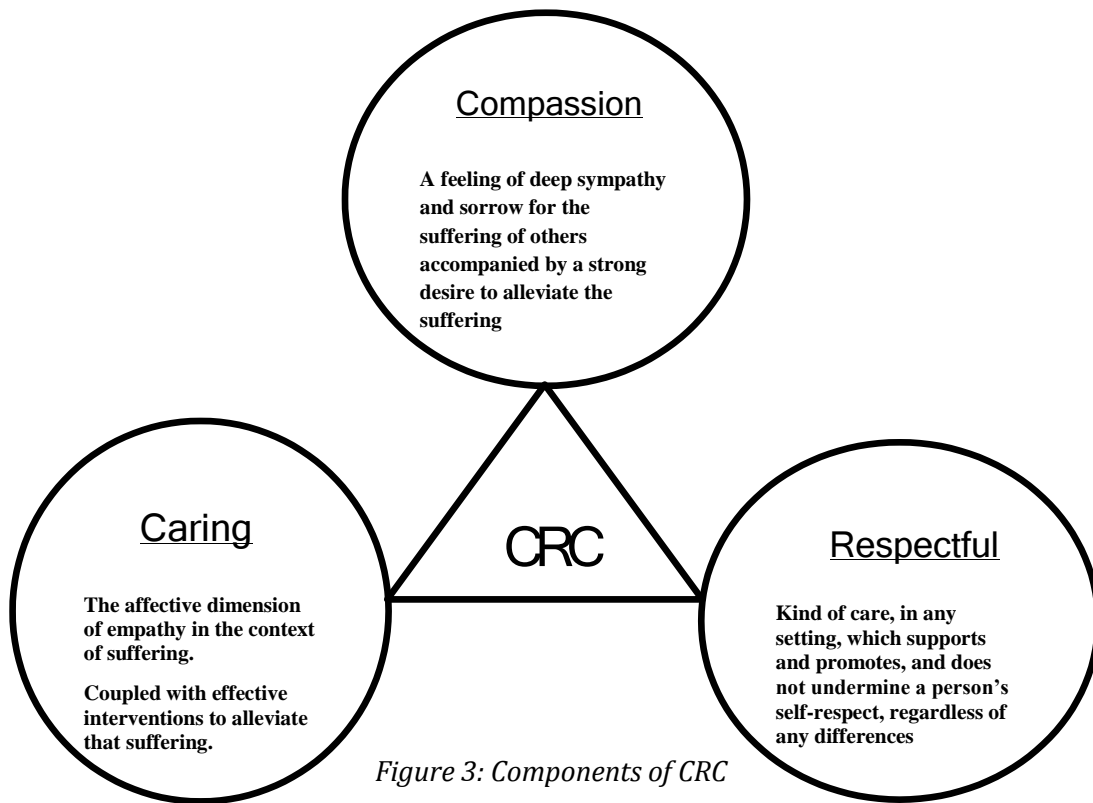 Compassion
A feeling of deep sympathy
and sorrow for the
suffering of others
accompanied by a strong
desire to alleviate the
suffering
CRC
Caring
The affective dimension
of empathy in the context
of suffering.
Coupled with effective
interventions to alleviate
that suffering.
Respectful
Kind of care, in any
setting, which supports
and promotes, and does
not undermine a person’s
self-respect, regardless of
any differences
Figure 3: Components of CRC